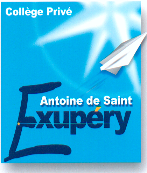 Collège Privé
Antoine de Saint
Exupéry